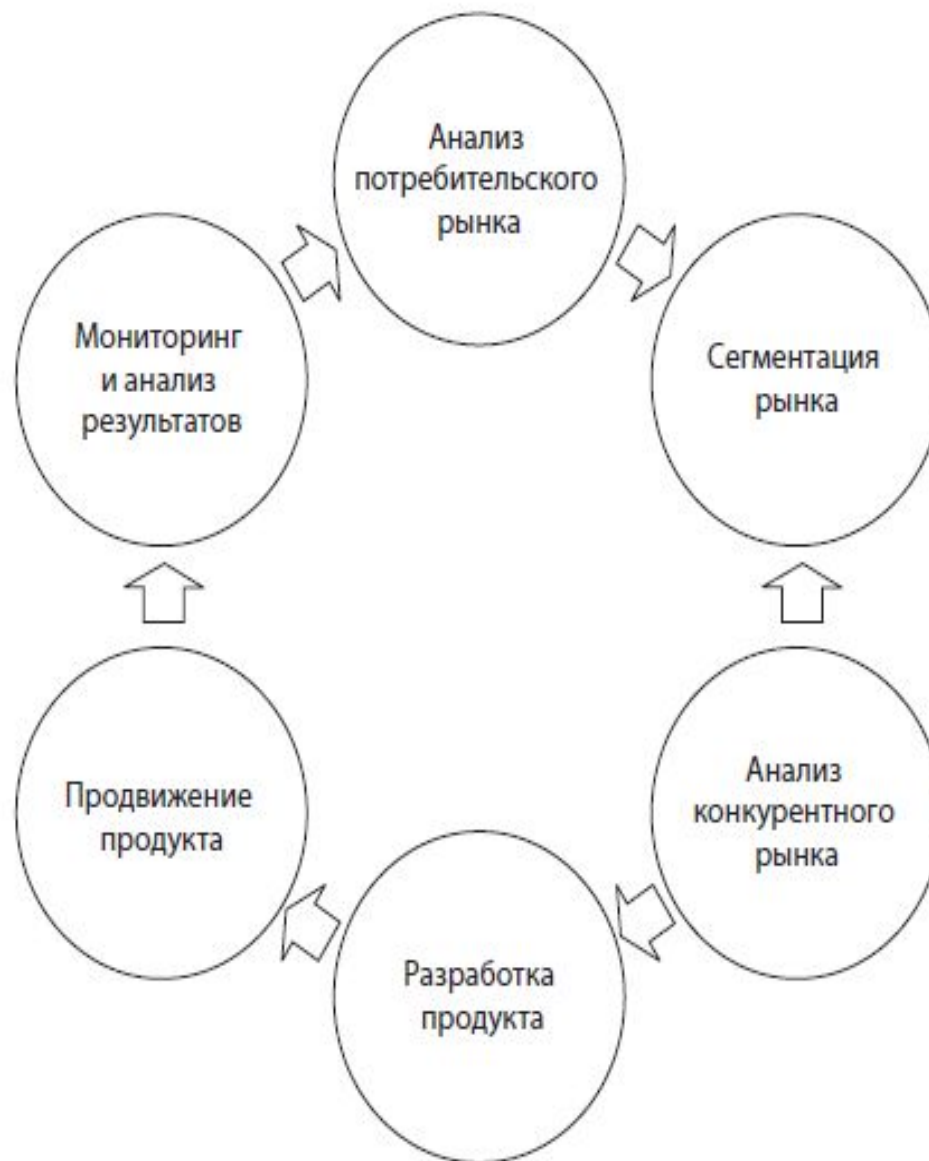 Анализ
потребительского
рынка
Сегментация
рынка
Анализ
конкурентного
рынка
Разработка
продукта
Продвижение
продукта
Мониторинг
и анализ
результатов